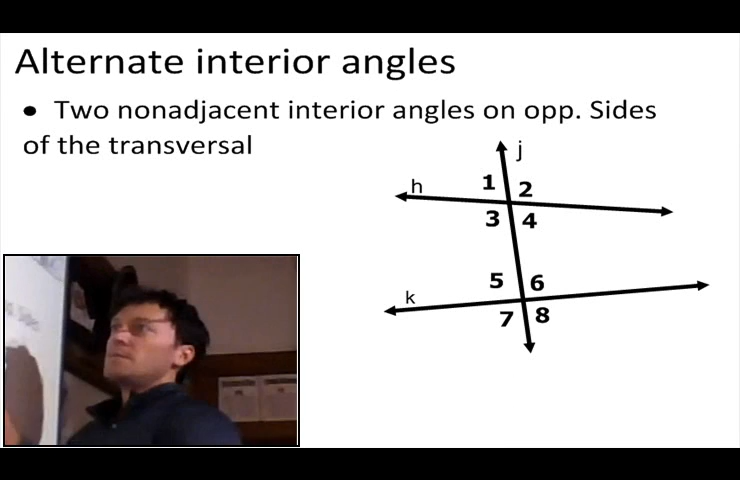 Alternate interior angles
● Two nonadjacent interior angles on opp. Sides
of the transversal
j
h
1 2
3 4
5 6
k
7 8